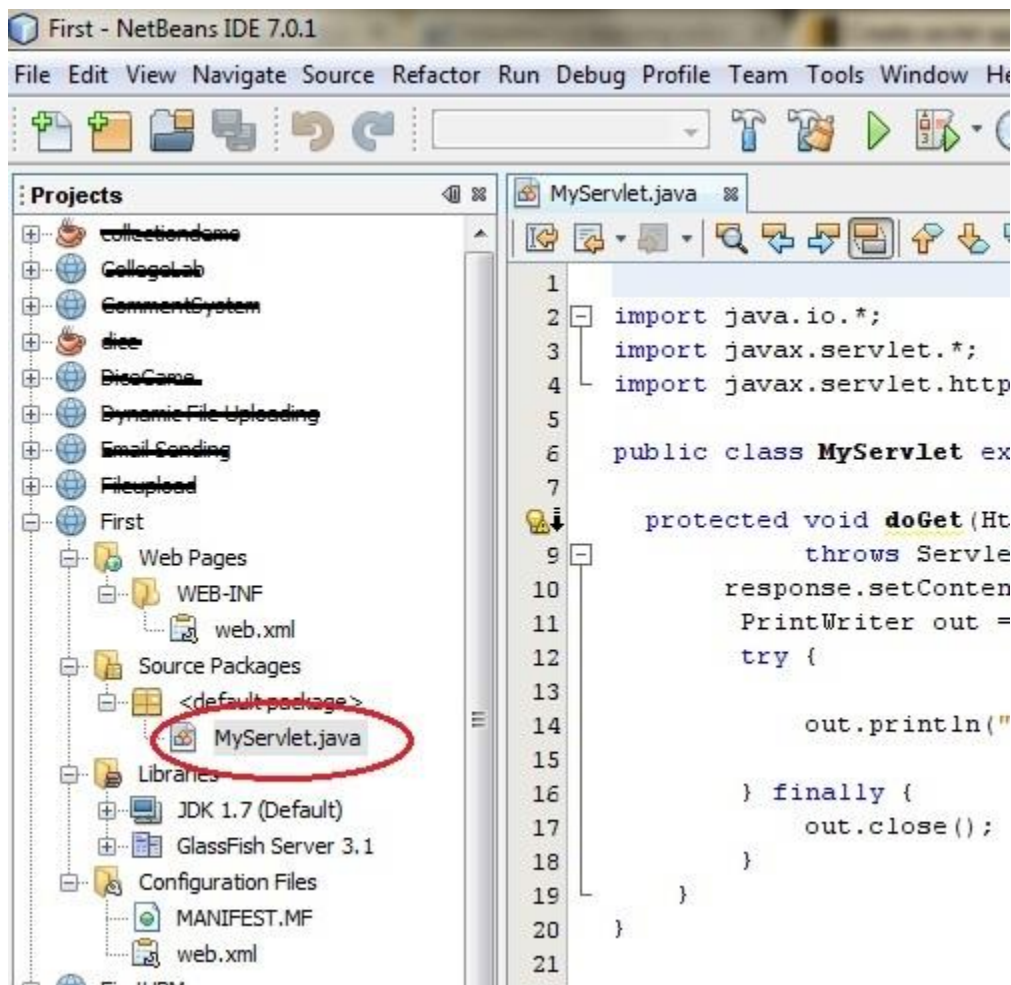 First - NetBeans IDE 7.0.1
File Edit View Navigate Source Refactor Run Debug Profile Team Tools Window He
Projects
collectiondemo
CollegeLab
CommentSystem
dice
DiceGame
Dynamic File Uploading
Email Sending
Fileupload
First
Web Pages
WEB-INF
web.xml
Source Packages
<default package>
MyServlet.java
Libraries
JDK 1.7 (Default)
GlassFish Server 3.1
Configuration Files
MANIFEST.MF
web.xml
MyServlet.java
1
2 import java.io.*;
3 import javax.servlet.*;
4 import javax.servlet.http
5
6 public class MyServlet ex
7
protected void doGet(Ht
9 throws Servle
10 response.setConten
11 PrintWriter out =
12 try {
13
14 out.println("
15
16 } finally {
17 out.close();
18 }
19 }
20 }
21